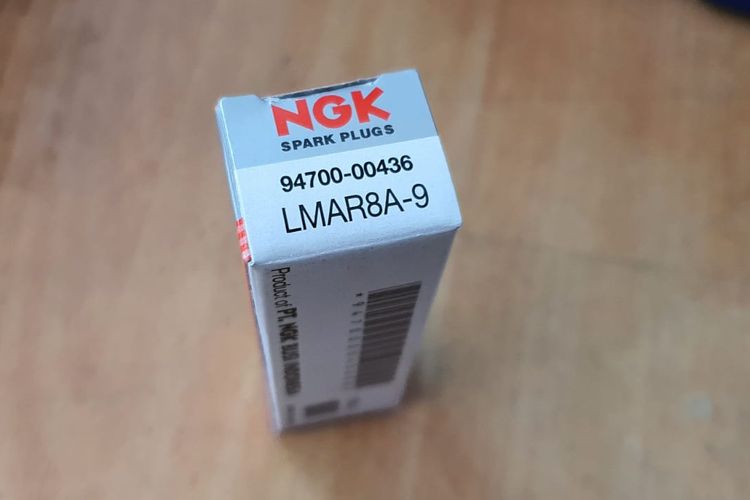 NGK
SPARK PLUGS
94700-00436
LMAR8A-9
Product of PT. NGK BUSI INDONESIA